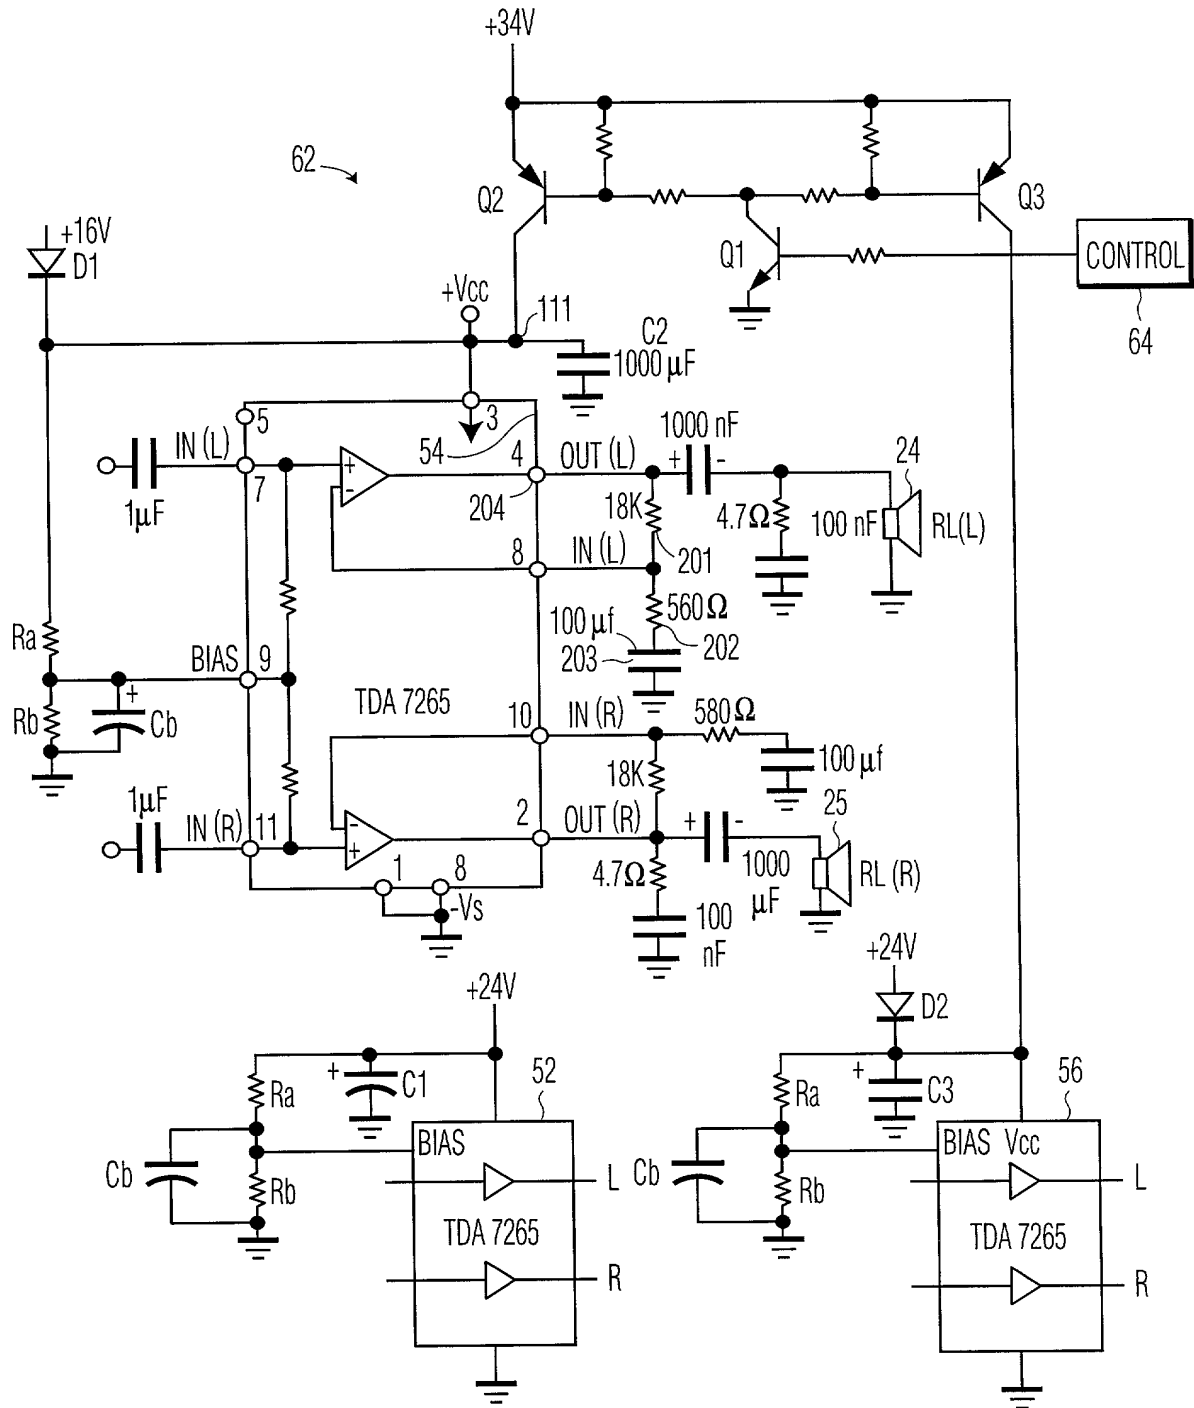 +34V
62
Q2
Q3
+16V
D1
Q1
CONTROL
64
+Vcc
111
C2
1000 μF
5
3
IN (L)
7
1μF
54
4
OUT (L)
204
1000 nF
+ -
24
18K
201
4.7Ω
100 nF
RL(L)
+
-
8
IN (L)
560Ω
202
100 μf
203
Ra
BIAS
9
Rb
+
Cb
TDA 7265
10
IN (R)
580 Ω
100 μf
18K
1μF
IN (R)
11
-
+
2
OUT (R)
+ -
25
1000
μF
RL (R)
4.7Ω
100
nF
1
8
-Vs
+24V
+
C1
Ra
Cb
Rb
52
BIAS
L
TDA 7265
R
+24V
D2
+
C3
Ra
Cb
Rb
56
BIAS Vcc
L
TDA 7265
R